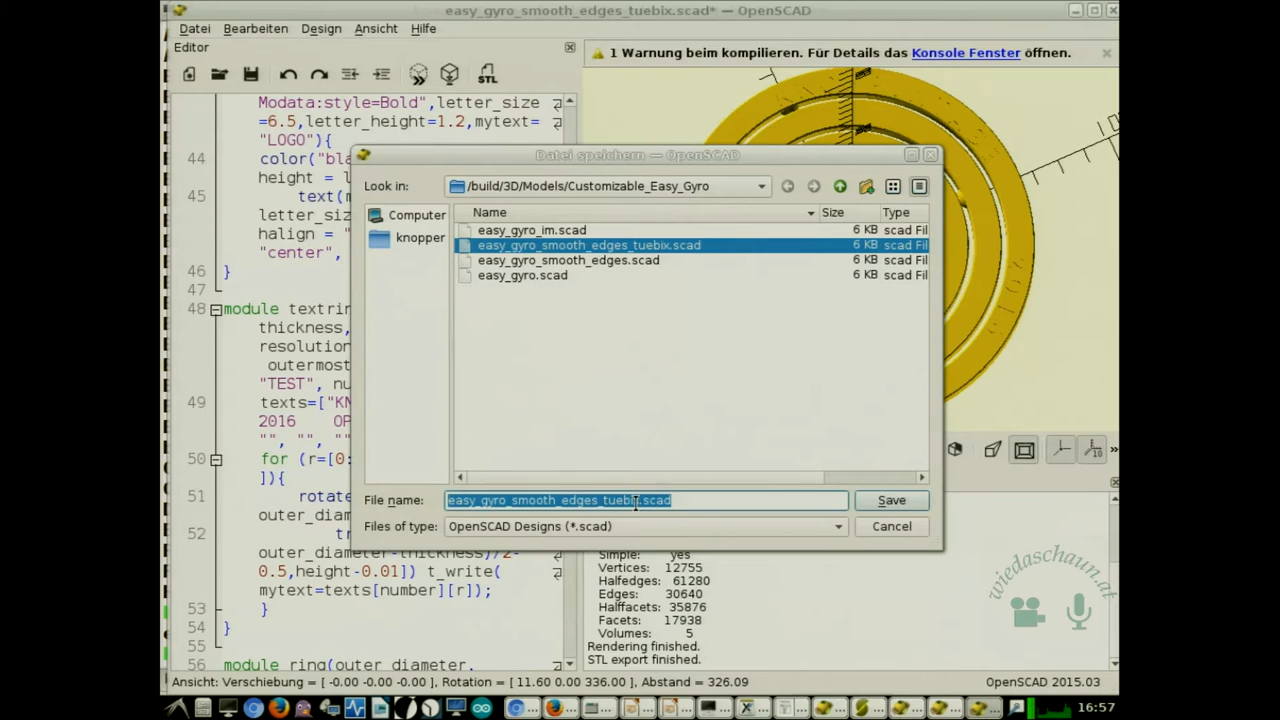 easy_gyro_smooth_edges_tuebix.scad* — OpenSCAD
Datei Bearbeiten Design Ansicht Hilfe
Editor
1 Warnung beim kompilieren. Für Details das Konsole Fenster öffnen.
STL
Modata:style=Bold",letter_size
=6.5,letter_height=1.2,mytext=
"LOGO"){
44 color("bla
height = l
45 text(m
letter_siz
halign =
"center",
46 }
47
48 module textrin
thickness,
resolution
outermost
"TEST", nu
49 texts=["KN
2016 OP
"", "", ""
50 for (r=[0:
]){
51 rotate
outer_diam
52 tr
outer_diameter-thickness)/2-
0.5,height-0.01]) t_write(
mytext=texts[number][r]);
53 }
54 }
55
56 module ring(outer_diameter,
Datei speichern — OpenSCAD
Look in: /build/3D/Models/Customizable_Easy_Gyro
Computer
knopper
Name Size Type
easy_gyro_im.scad 6 KB scad Fil
easy_gyro_smooth_edges_tuebix.scad 6 KB scad Fil
easy_gyro_smooth_edges.scad 6 KB scad Fil
easy_gyro.scad 6 KB scad Fil
File name: easy_gyro_smooth_edges_tuebix.scad Save
Files of type: OpenSCAD Designs (*.scad) Cancel
10
Simple: yes
Vertices: 12755
Halfedges: 61280
Edges: 30640
Halffacets: 35876
Facets: 17938
Volumes: 5
Rendering finished.
STL export finished.
wiedaschaun.at
Ansicht: Verschiebung = [ -0.00 -0.00 -0.00 ], Rotation = [ 11.60 0.00 336.00 ], Abstand = 326.09 OpenSCAD 2015.03
16:57